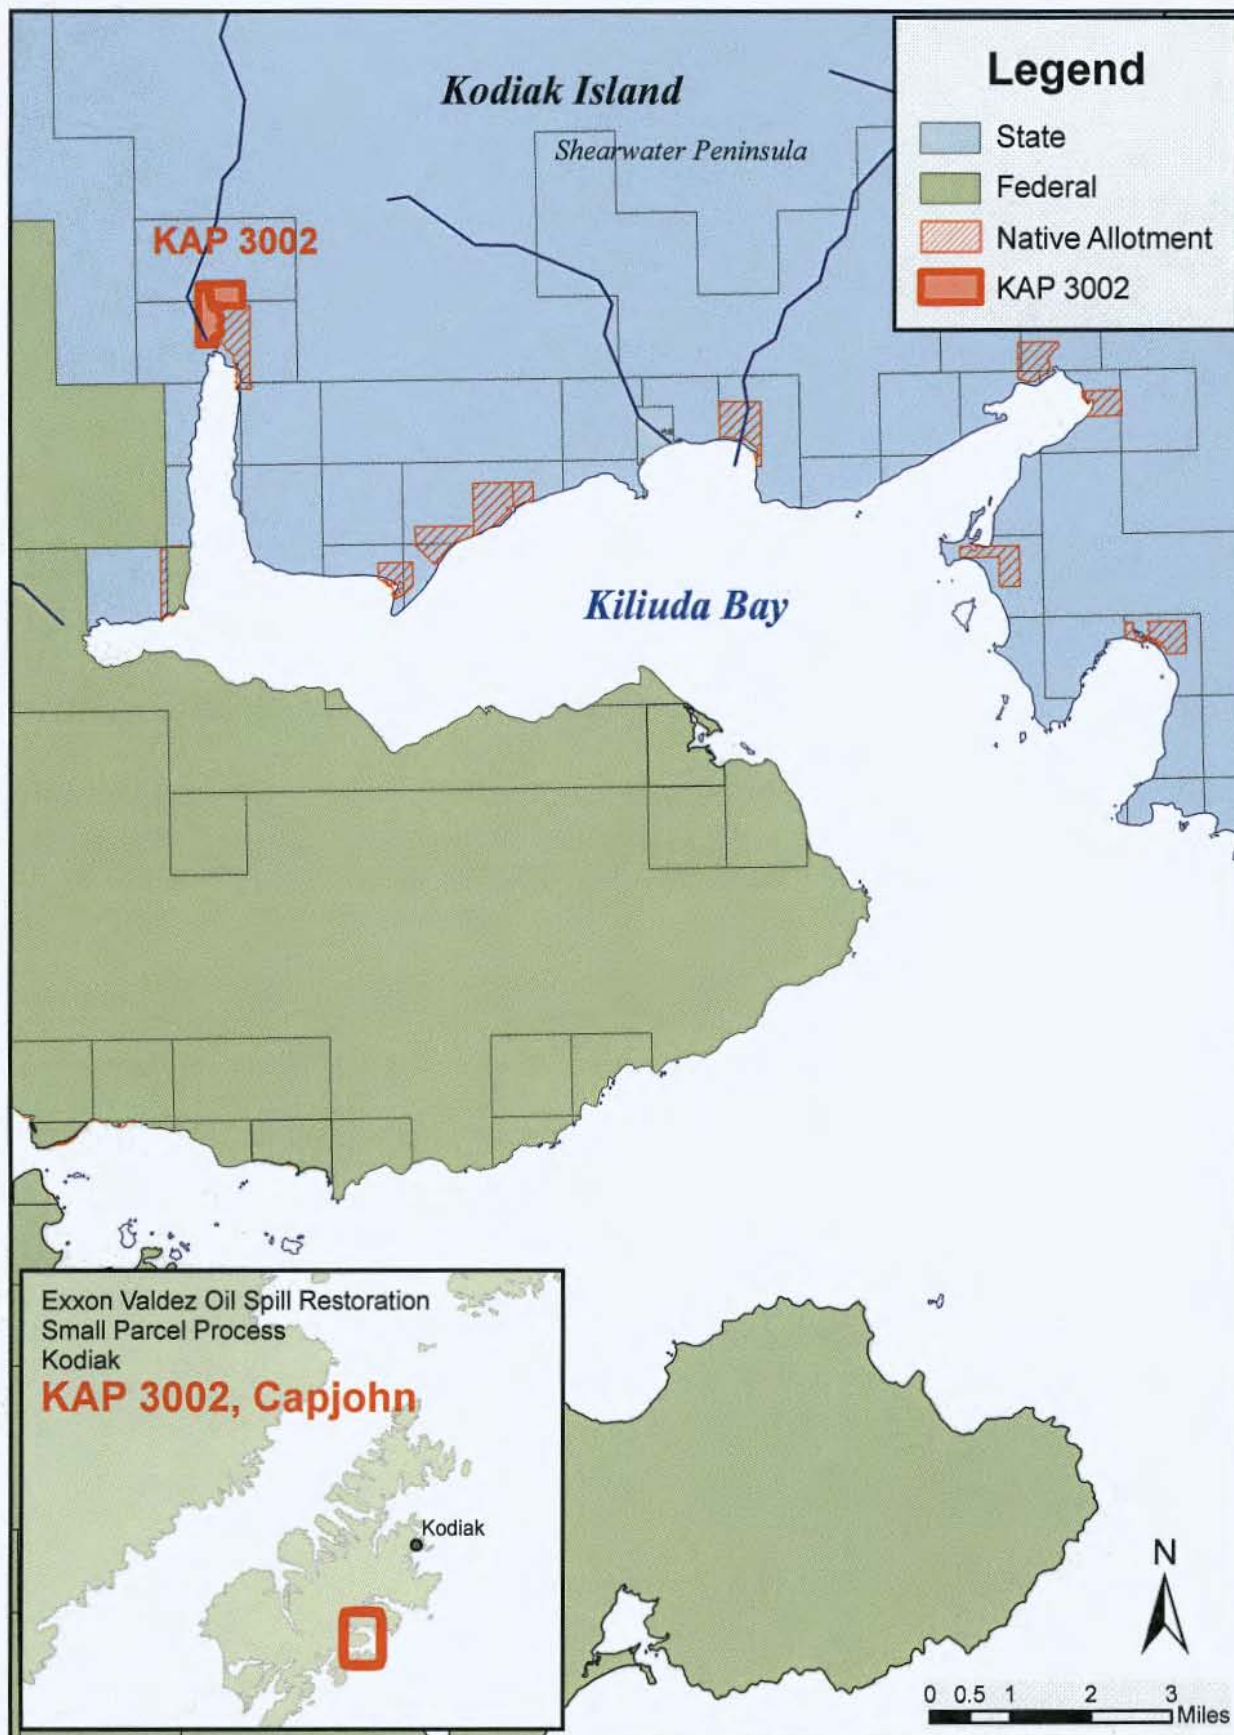 Kodiak Island
Shearwater Peninsula
Legend
State
Federal
Native Allotment
KAP 3002
KAP 3002
Kiliuda Bay
Exxon Valdez Oil Spill Restoration
Small Parcel Process
Kodiak
KAP 3002, Capjohn
Kodiak
N
0 0.5 1 2 3
Miles